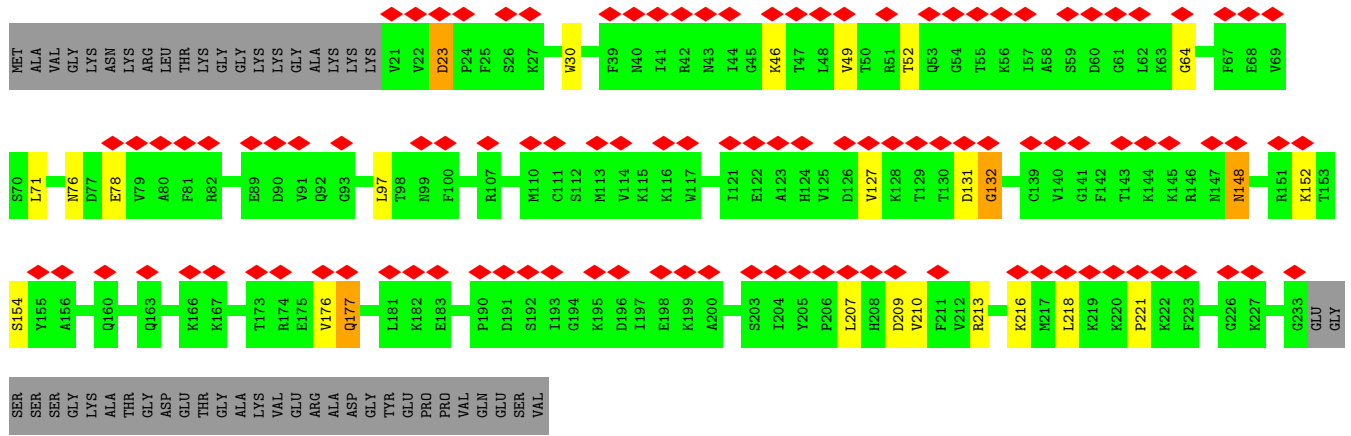 MET ALA VAL GLY LYS ASN LYS ARG LEU THR LYS GLY GLY LYS LYS GLY ALA LYS LYS LYS V21 V22 D23 P24 F25 S26 K27 W30 F39 N40 I41 R42 N43 I44 G45 K46 T47 L48 V49 T50 R51 T52 Q53 G54 T55 K56 I57 A58 S59 D60 G61 L62 K63 G64 F67 E68 V69
S70 L71 N76 D77 E78 V79 A80 F81 R82 E89 D90 V91 Q92 G93 L97 T98 N99 F100 R107 M110 C111 S112 M113 V114 K115 K116 W117 I121 E122 A123 H124 V125 D126 V127 K128 T129 T130 D131 G132 C139 V140 G141 F142 T143 K144 K145 R146 N147 N148 R151 K152 T153
S154 Y155 A156 Q160 Q163 K166 K167 T173 R174 E175 V176 Q177 L181 K182 E183 P190 D191 S192 I193 G194 K195 D196 I197 E198 K199 A200 S203 I204 Y205 P206 L207 H208 D209 V210 F211 V212 R213 K216 M217 L218 K219 K220 P221 K222 F223 G226 K227 G233 GLU GLY
SER SER SER GLY LYS ALA THR GLY ASP GLU THR GLY ALA LYS VAL GLU ARG ALA ASP GLY TYR GLU PRO PRO VAL GLN GLU SER VAL